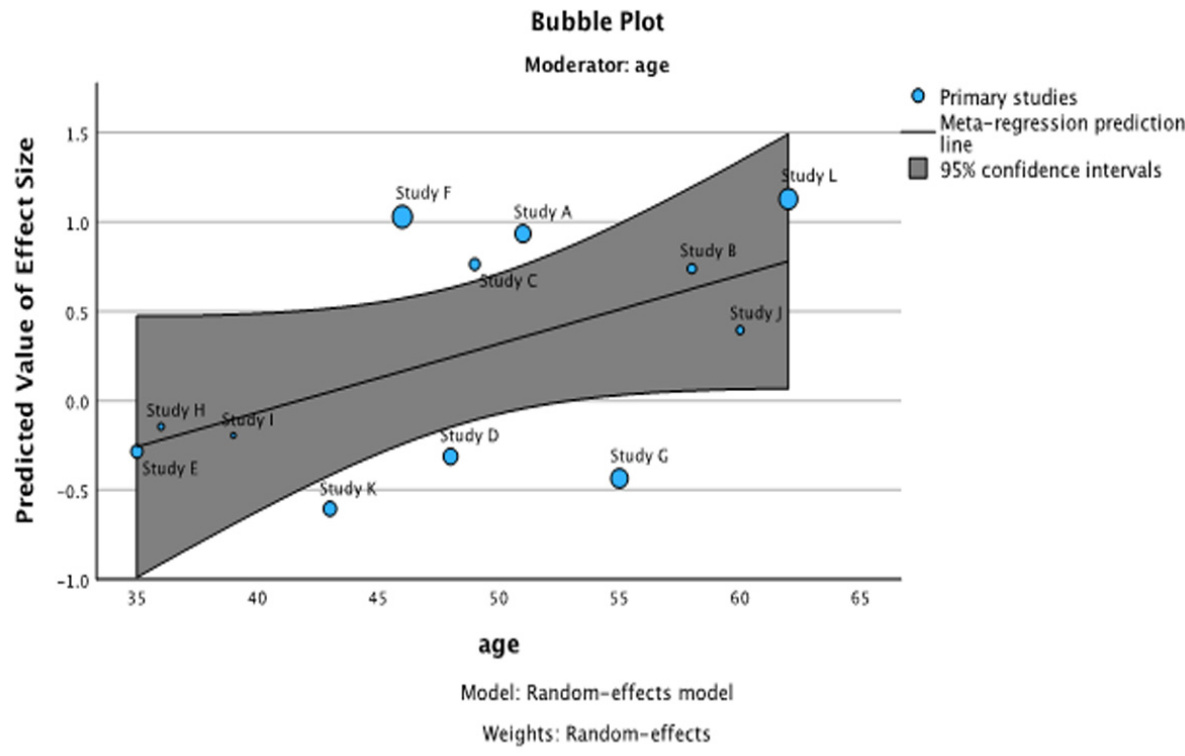 Bubble Plot
Moderator: age
Primary studies
Meta-regression prediction
line
95% confidence intervals
Predicted Value of Effect Size
1.5
1.0
0.5
0.0
-0.5
-1.0
Study L
Study F
Study A
Study B
Study C
Study J
Study H
Study I
Study D
Study E
Study G
Study K
35 40 45 50 55 60 65
age
Model: Random-effects model
Weights: Random-effects